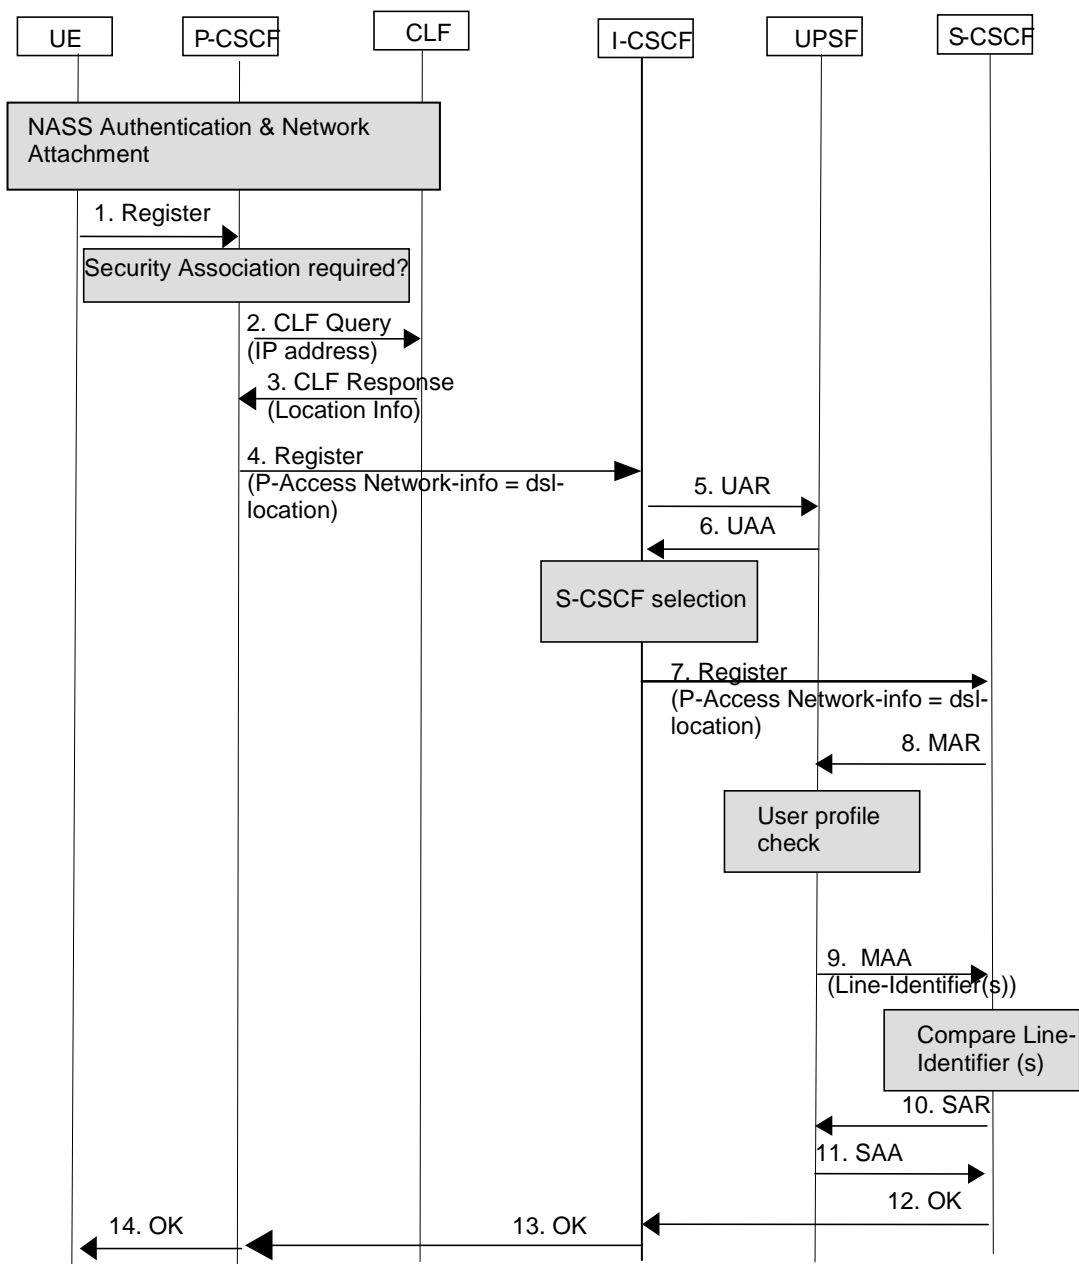 UE
P-CSCF
CLF
I-CSCF
UPSF
S-CSCF
NASS Authentication & Network
Attachment
1. Register
Security Association required?
2. CLF Query
(IP address)
3. CLF Response
(Location Info)
4. Register
(P-Access Network-info = dsl-
location)
5. UAR
6. UAA
S-CSCF selection
7. Register
(P-Access Network-info = dsl-
location)
8. MAR
User profile
check
9. MAA
(Line-Identifier(s))
Compare Line-
Identifier (s)
10. SAR
11. SAA
12. OK
13. OK
14. OK